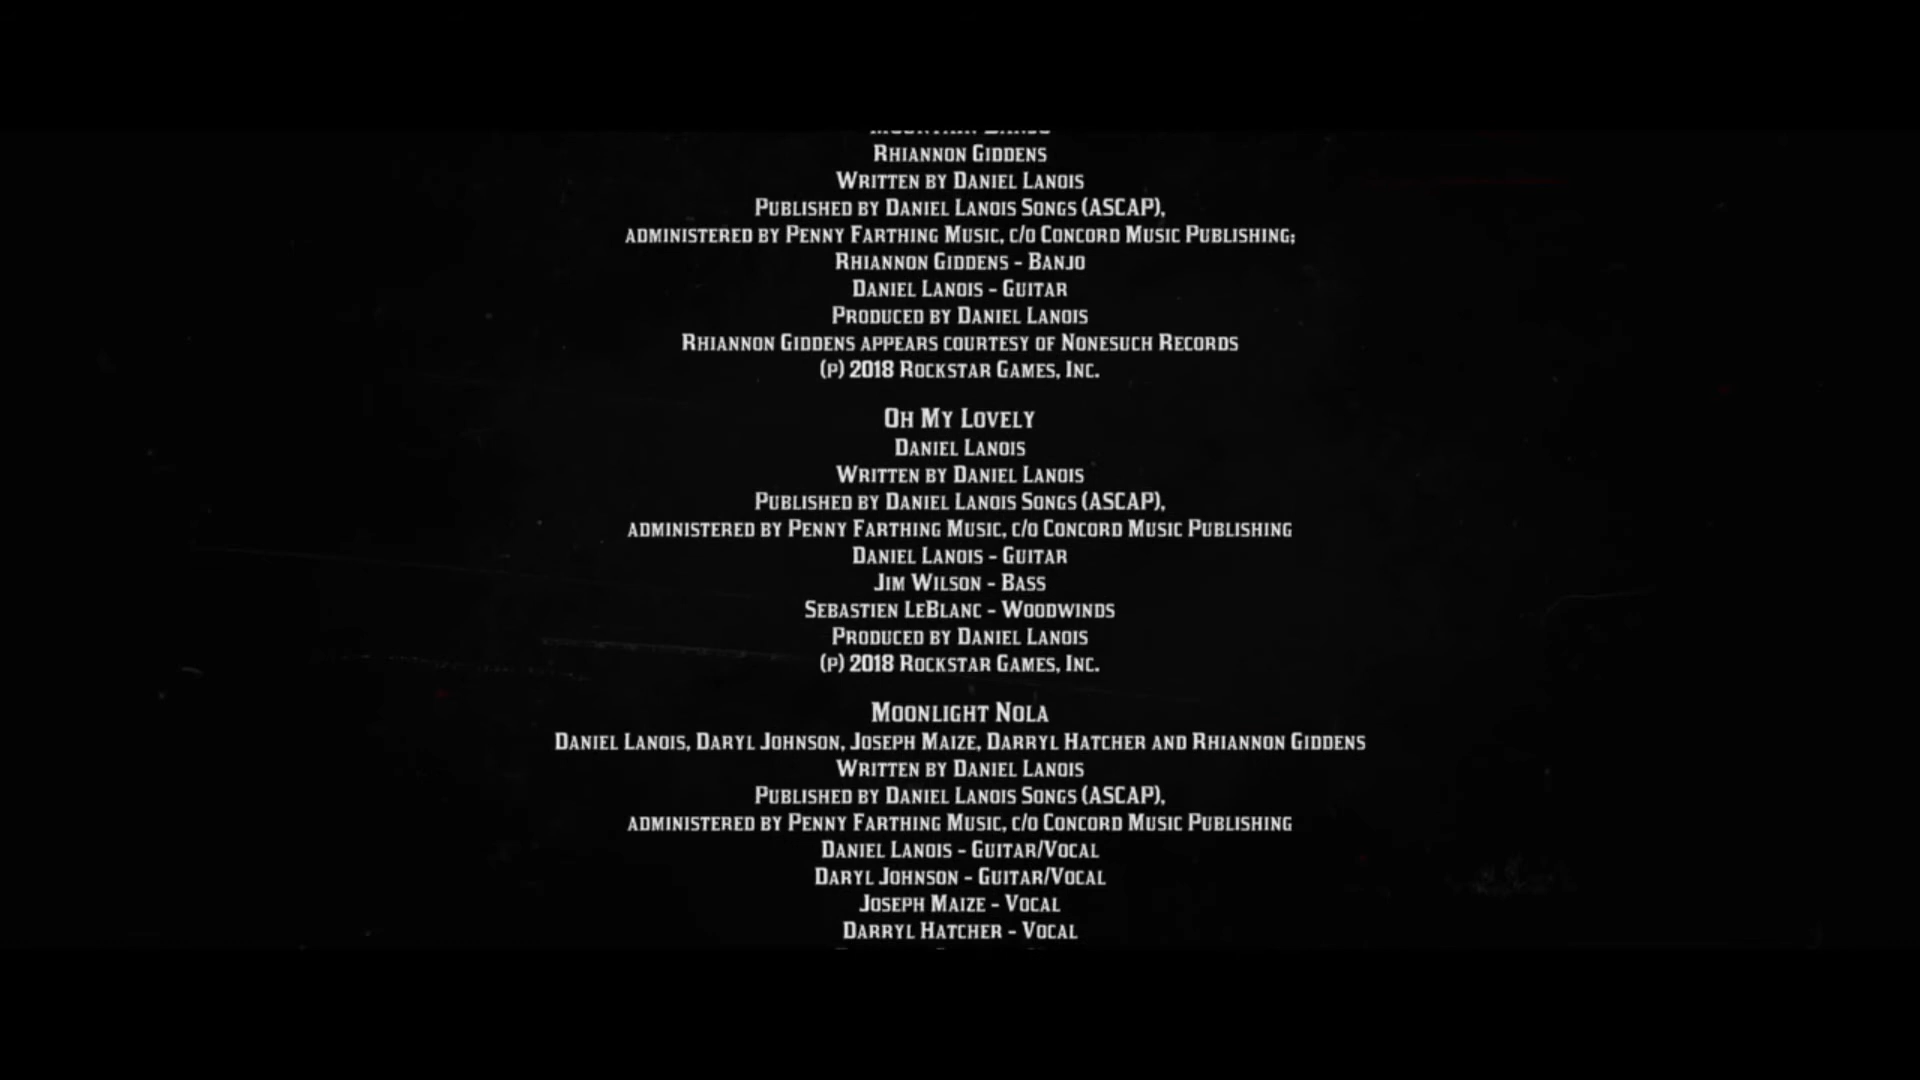 Mountain Banjo
Rhiannon Giddens
Written by Daniel Lanois
Published by Daniel Lanois Songs (ASCAP),
administered by Penny Farthing Music, c/o Concord Music Publishing;
Rhiannon Giddens - Banjo
Daniel Lanois - Guitar
Produced by Daniel Lanois
Rhiannon Giddens appears courtesy of Nonesuch Records
(P) 2018 Rockstar Games, Inc.
Oh My Lovely
Daniel Lanois
Written by Daniel Lanois
Published by Daniel Lanois Songs (ASCAP),
administered by Penny Farthing Music, c/o Concord Music Publishing
Daniel Lanois - Guitar
Jim Wilson - Bass
Sebastien LeBlanc - Woodwinds
Produced by Daniel Lanois
(P) 2018 Rockstar Games, Inc.
Moonlight Nola
Daniel Lanois, Daryl Johnson, Joseph Maize, Darryl Hatcher and Rhiannon Giddens
Written by Daniel Lanois
Published by Daniel Lanois Songs (ASCAP),
administered by Penny Farthing Music, c/o Concord Music Publishing
Daniel Lanois - Guitar/Vocal
Daryl Johnson - Guitar/Vocal
Joseph Maize - Vocal
Darryl Hatcher - Vocal